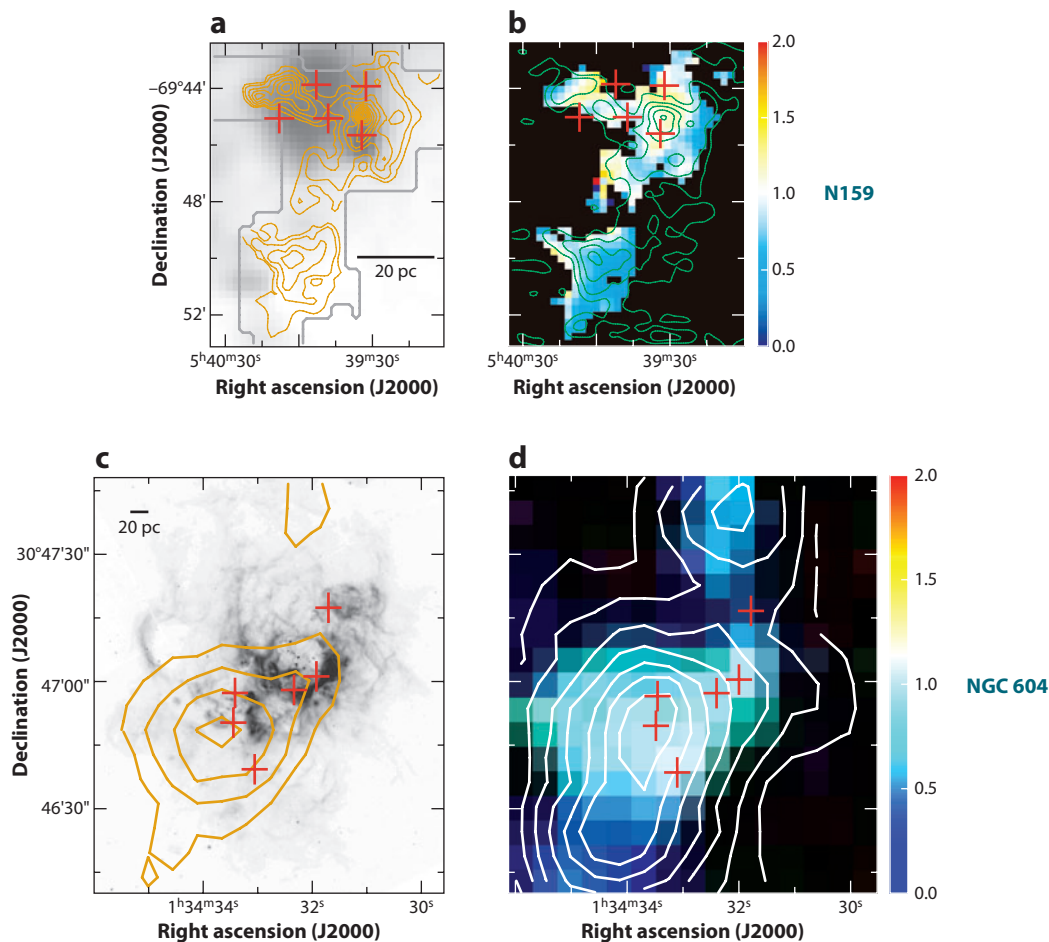 a
−69°44'
48'
52'
Declination (J2000)
20 pc
5ʰ40ᵐ30ˢ
39ᵐ30ˢ
Right ascension (J2000)
b
2.0
1.5
1.0
0.5
0.0
N159
5ʰ40ᵐ30ˢ
39ᵐ30ˢ
Right ascension (J2000)
c
20 pc
30°47'30"
47'00"
46'30"
Declination (J2000)
1ʰ34ᵐ34ˢ
32ˢ
Right ascension (J2000)
d
2.0
1.5
1.0
0.5
0.0
NGC 604
1ʰ34ᵐ34ˢ
32ˢ
30ˢ
Right ascension (J2000)